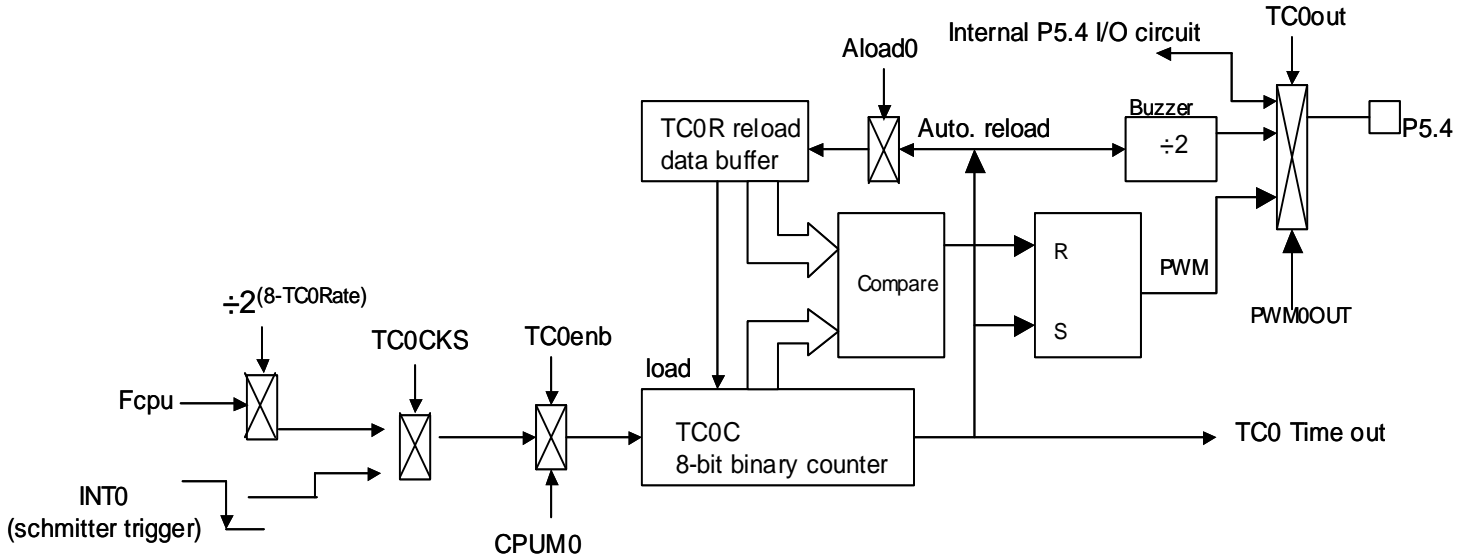 TC0out
Internal P5.4 I/O circuit
Aload0
Buzzer
TC0R reload
data buffer
Auto. reload
÷2
P5.4
R
Compare
PWM
÷2(8-TC0Rate)
S
PWM0OUT
TC0CKS
TC0enb
load
Fcpu
TC0C
8-bit binary counter
TC0 Time out
INT0
(schmitter trigger)
CPUM0